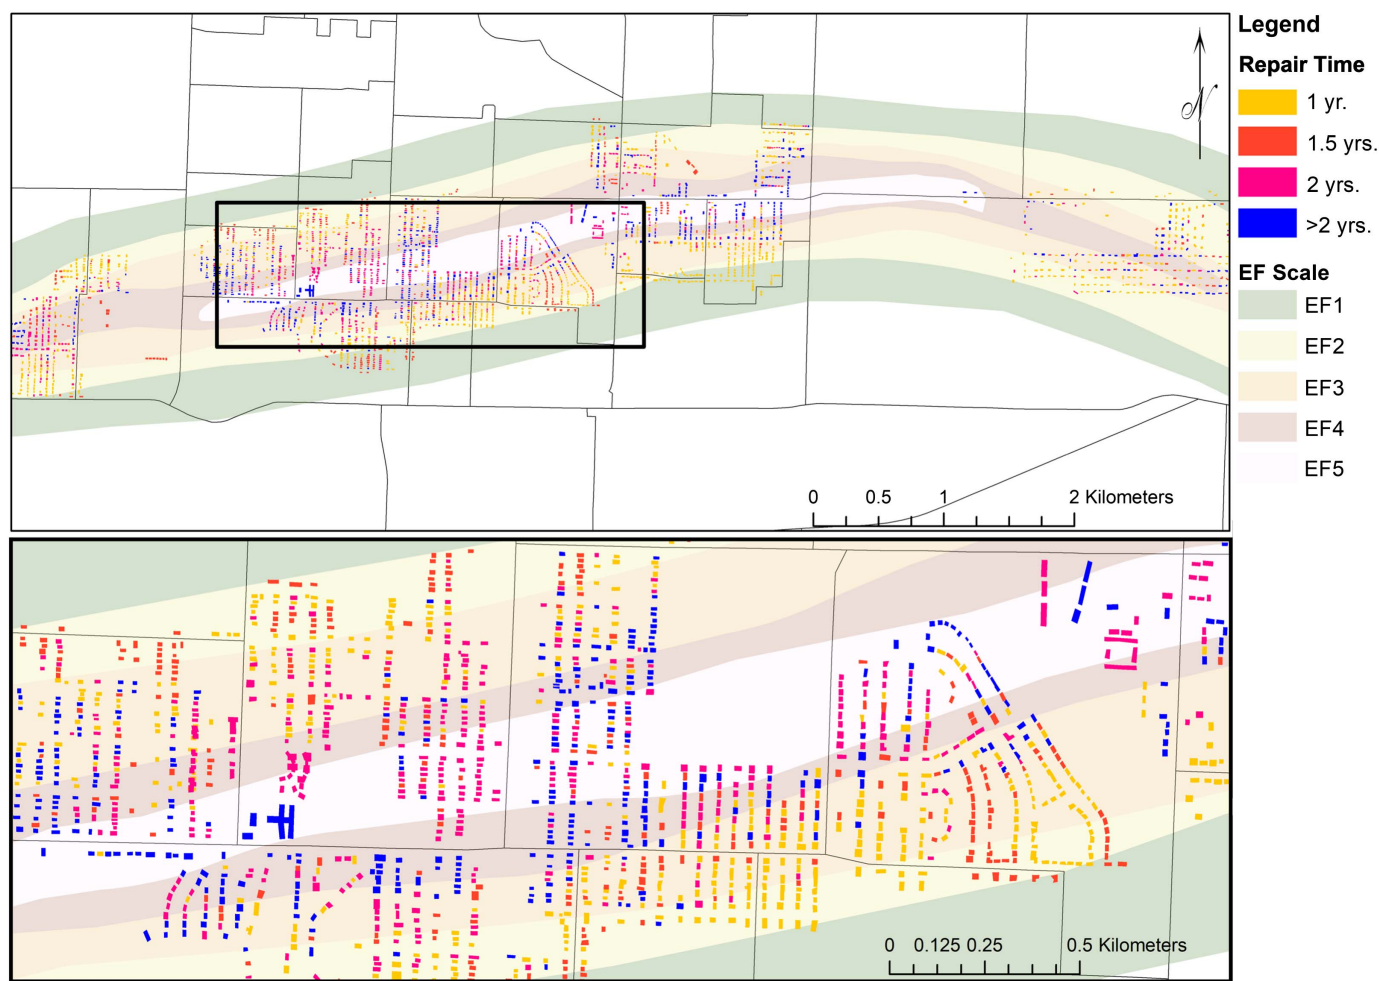 Legend
Repair Time
1 yr.
1.5 yrs.
2 yrs.
>2 yrs.
EF Scale
EF1
EF2
EF3
EF4
EF5
N
0 0.5 1 2 Kilometers
0 0.125 0.25 0.5 Kilometers